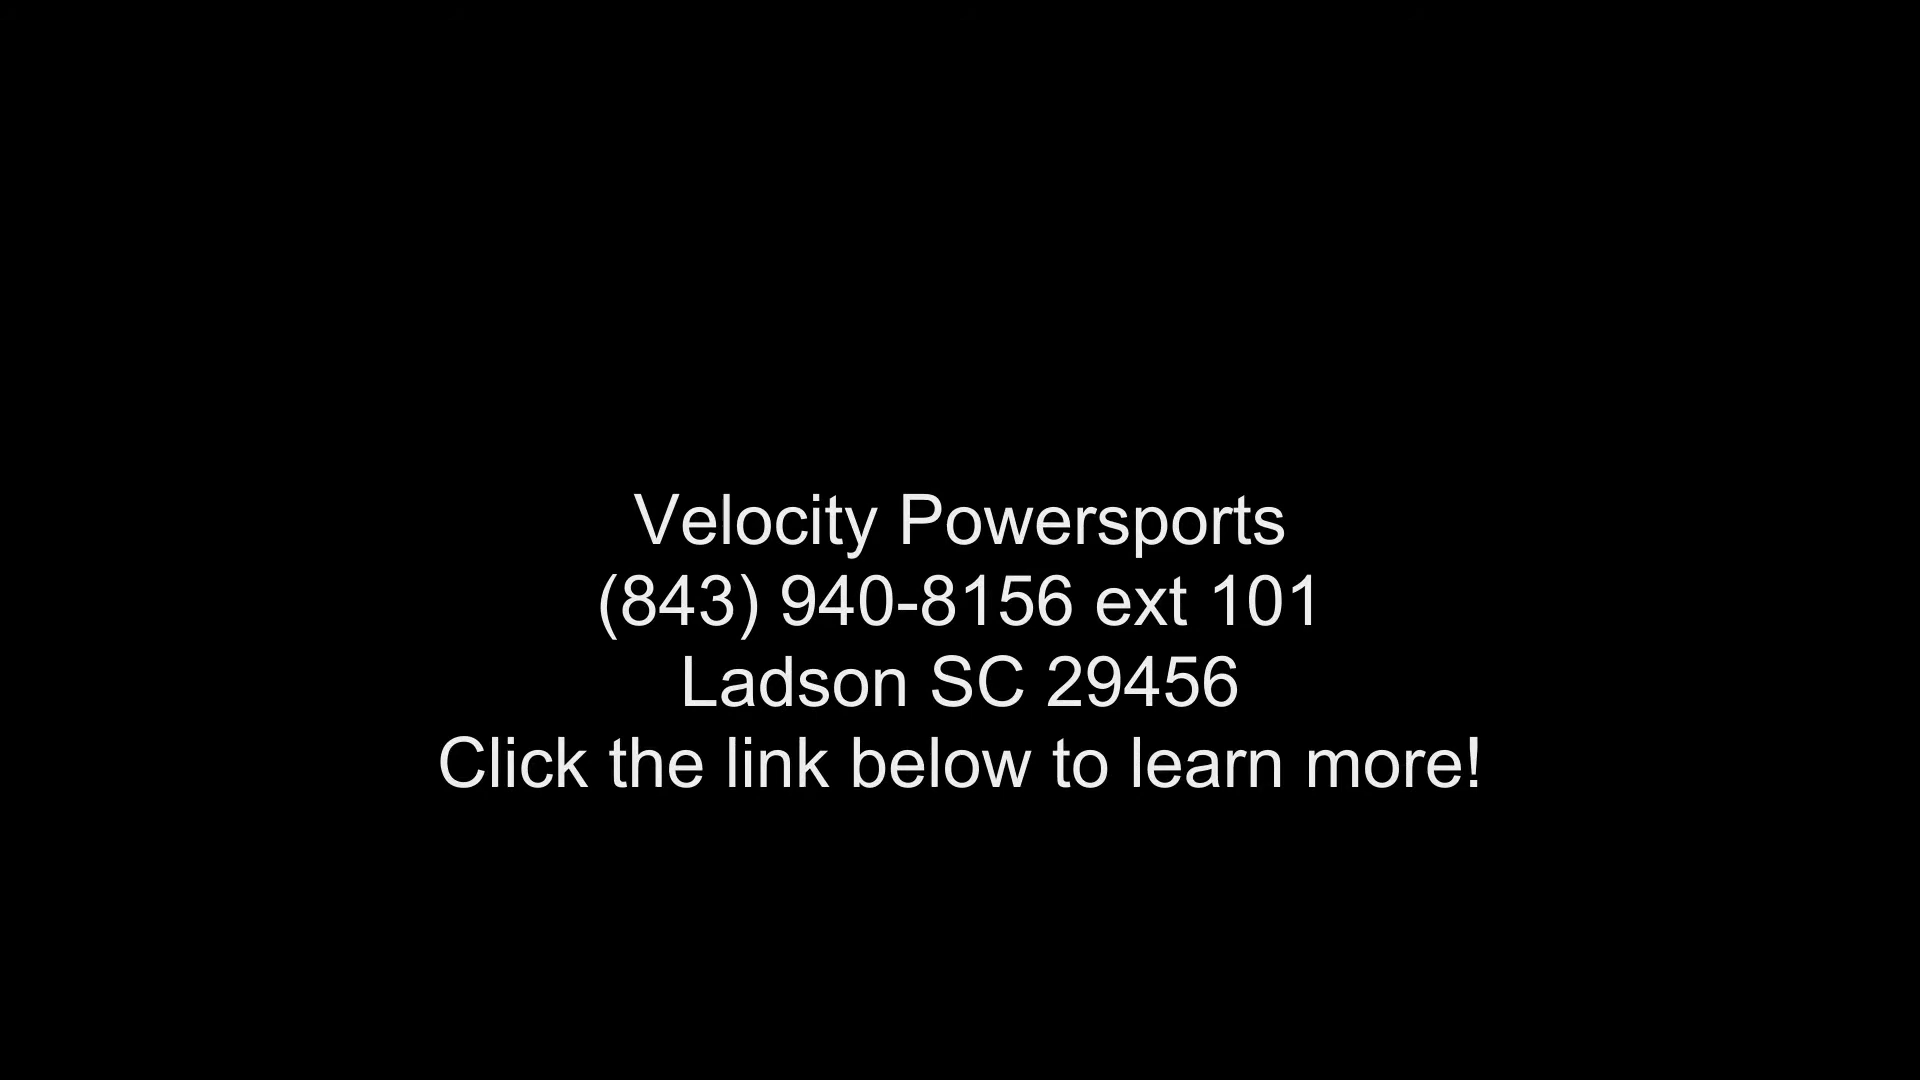 Velocity Powersports
(843) 940-8156 ext 101
Ladson SC 29456
Click the link below to learn more!